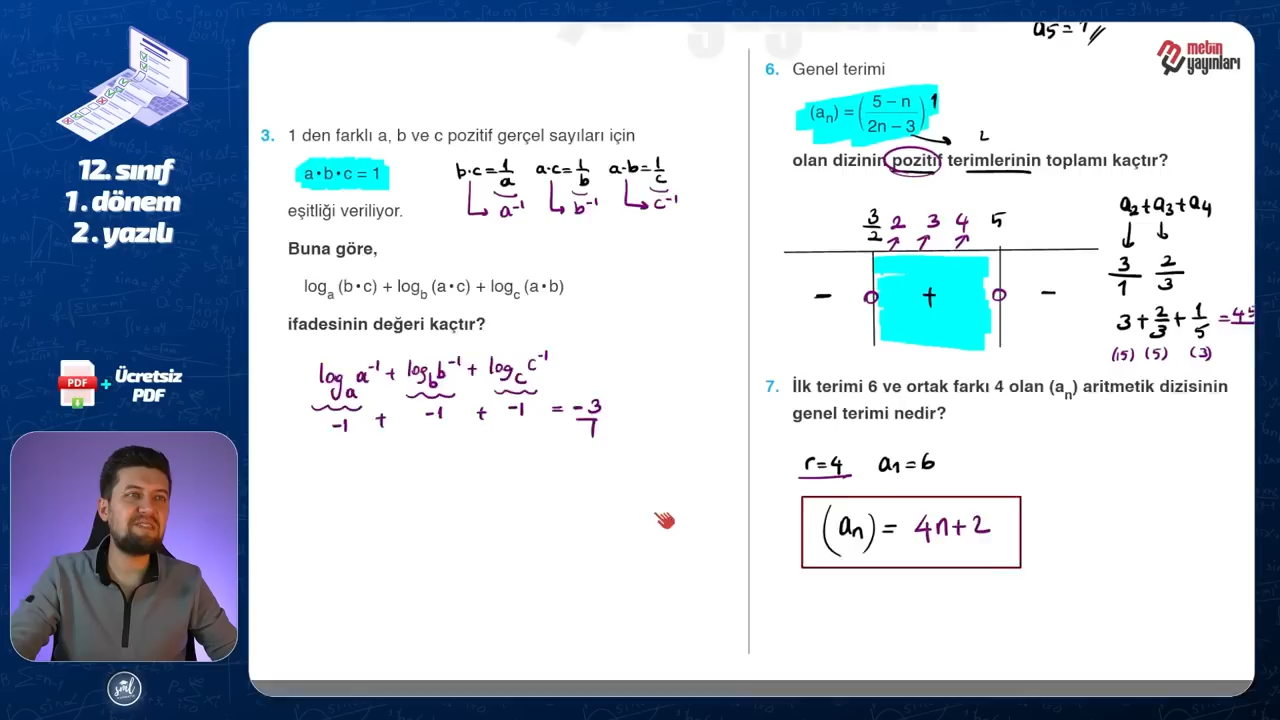 12. sınıf
1. dönem
2. yazılı
PDF
+
Ücretsiz
PDF
sml
3. 1 den farklı a, b ve c pozitif gerçel sayıları için
a•b•c = 1
b·c = 1/a a·c = 1/b a·b = 1/c
a⁻¹ b⁻¹ c⁻¹
eşitliği veriliyor.
Buna göre,
logₐ (b•c) + log_b (a•c) + log_c (a•b)
ifadesinin değeri kaçtır?
logₐ a⁻¹ + log_b b⁻¹ + log_c c⁻¹
-1 + -1 + -1 = -3
a₅ =
metin
yayınları
6. Genel terimi
(aₙ) = ( (5 – n) / (2n – 3) )
olan dizinin pozitif terimlerinin toplamı kaçtır?
3/2 2 3 4 5
- + -
a₂ + a₃ + a₄
3/1 2/3
3 + 2/3 + 1/5 =
(15) (5) (3)
7. İlk terimi 6 ve ortak farkı 4 olan (aₙ) aritmetik dizisinin
genel terimi nedir?
r=4 a₁=6
(aₙ) = 4n+2